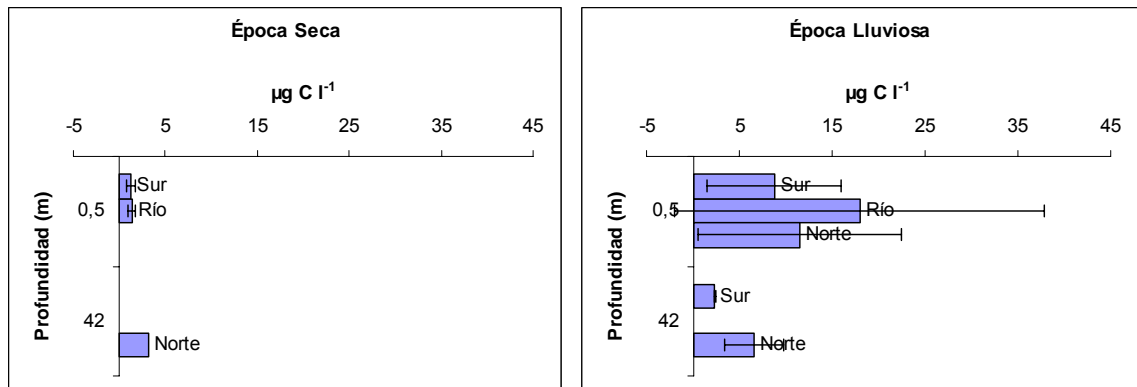 Época Seca
µg C l-1
-5 5 15 25 35 45
Profundidad (m)
0,5
Sur
Río
42
Norte
Época Lluviosa
µg C l-1
-5 5 15 25 35 45
Profundidad (m)
0,5
Sur
Río
Norte
42
Sur
Norte